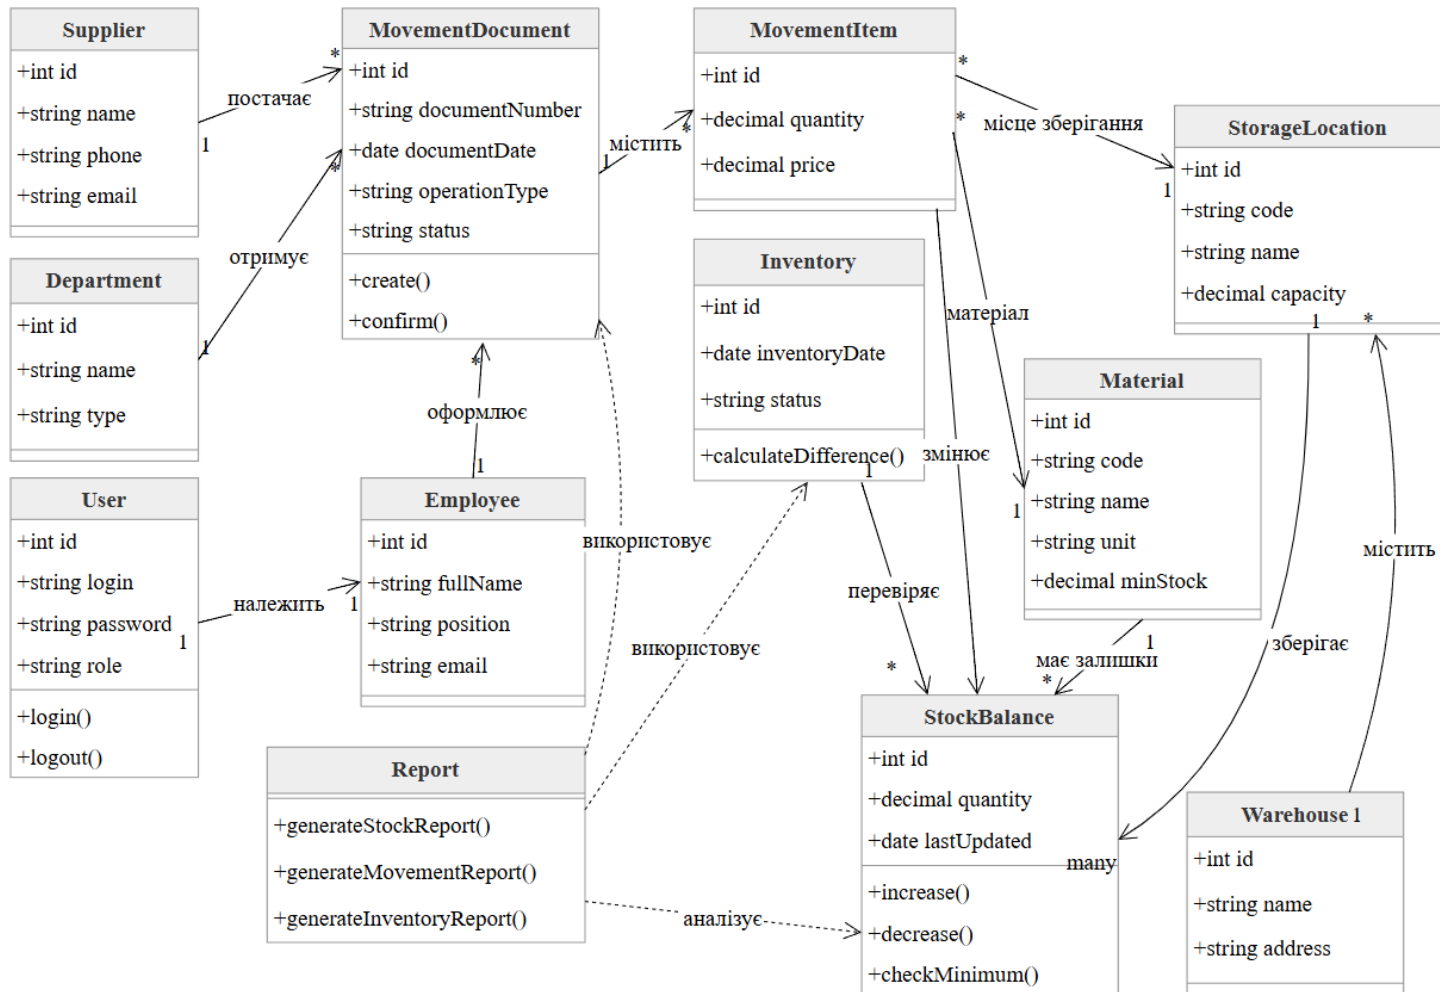 Supplier
+int id
+string name
+string phone
+string email
постачає
1
*
MovementDocument
+int id
+string documentNumber
+date documentDate
+string operationType
+string status
+create()
+confirm()
містить
1
*
MovementItem
+int id
+decimal quantity
+decimal price
*
місце зберігання
1
*
StorageLocation
+int id
+string code
+string name
+decimal capacity
1
*
Department
+int id
+string name
+string type
отримує
1
*
Inventory
+int id
+date inventoryDate
+string status
+calculateDifference()
1
матеріал
1
змінює
Material
+int id
+string code
+string name
+string unit
+decimal minStock
1
має залишки
*
оформлює
*
1
User
+int id
+string login
+string password
+string role
+login()
+logout()
1
належить
1
Employee
+int id
+string fullName
+string position
+string email
використовує
використовує
перевіряє
*
зберігає
містить
Report
+generateStockReport()
+generateMovementReport()
+generateInventoryReport()
аналізує
StockBalance
+int id
+decimal quantity
+date lastUpdated
many
+increase()
+decrease()
+checkMinimum()
Warehouse 1
+int id
+string name
+string address